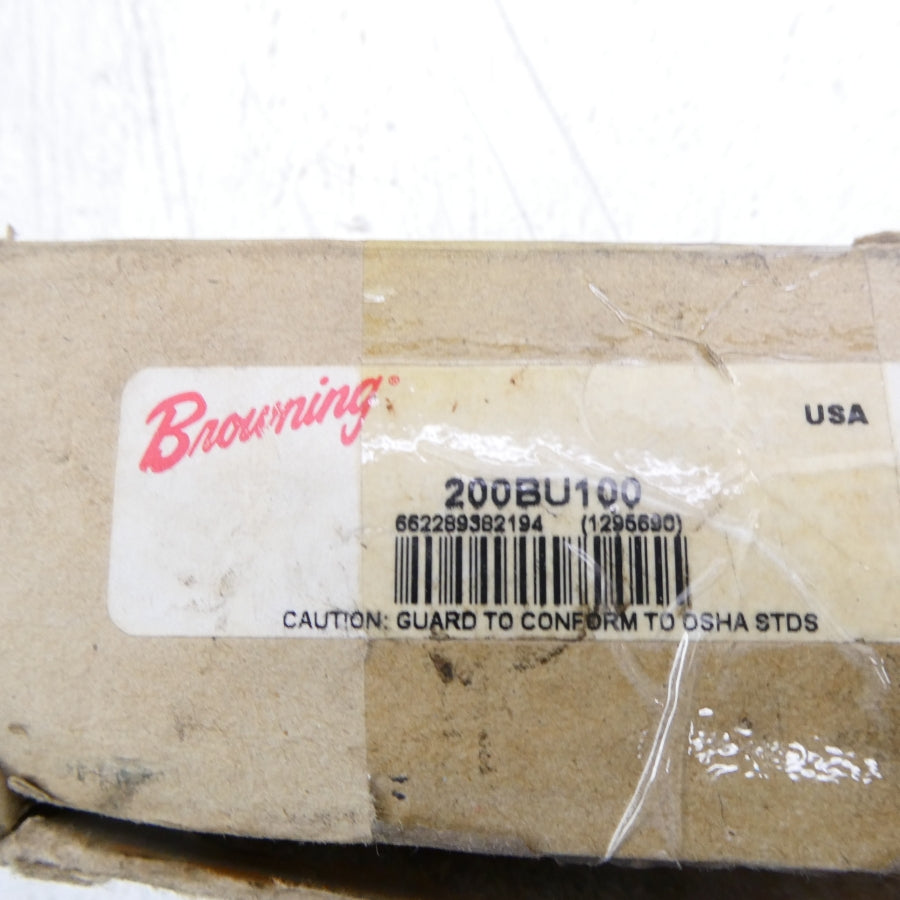 Browning®
USA
200BU100
662289382194 (1295690)
CAUTION: GUARD TO CONFORM TO OSHA STDS